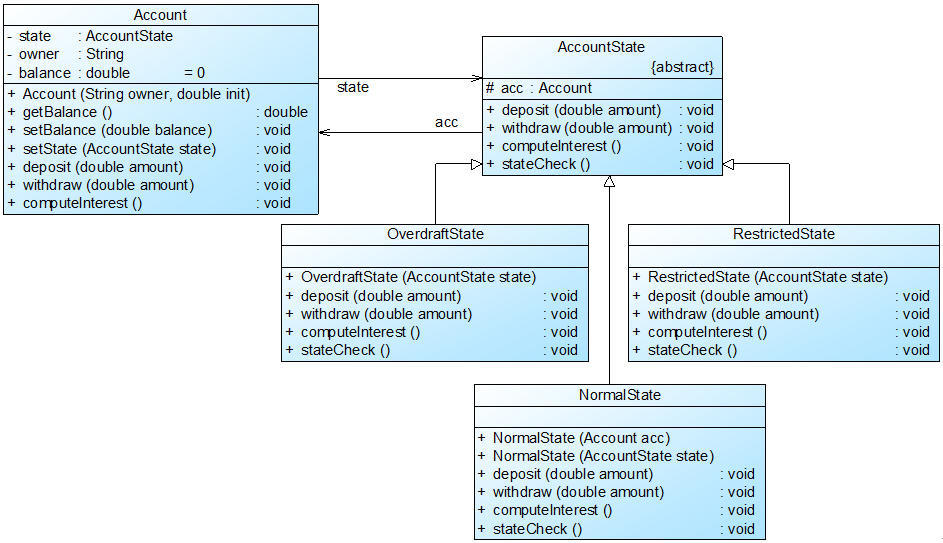 Account
- state : AccountState
- owner : String
- balance : double = 0
+ Account (String owner, double init)
+ getBalance () : double
+ setBalance (double balance) : void
+ setState (AccountState state) : void
+ deposit (double amount) : void
+ withdraw (double amount) : void
+ computeInterest () : void
state
acc
AccountState
{abstract}
# acc : Account
+ deposit (double amount) : void
+ withdraw (double amount) : void
+ computeInterest () : void
+ stateCheck () : void
OverdraftState
+ OverdraftState (AccountState state)
+ deposit (double amount) : void
+ withdraw (double amount) : void
+ computeInterest () : void
+ stateCheck () : void
RestrictedState
+ RestrictedState (AccountState state)
+ deposit (double amount) : void
+ withdraw (double amount) : void
+ computeInterest () : void
+ stateCheck () : void
NormalState
+ NormalState (Account acc)
+ NormalState (AccountState state)
+ deposit (double amount) : void
+ withdraw (double amount) : void
+ computeInterest () : void
+ stateCheck () : void